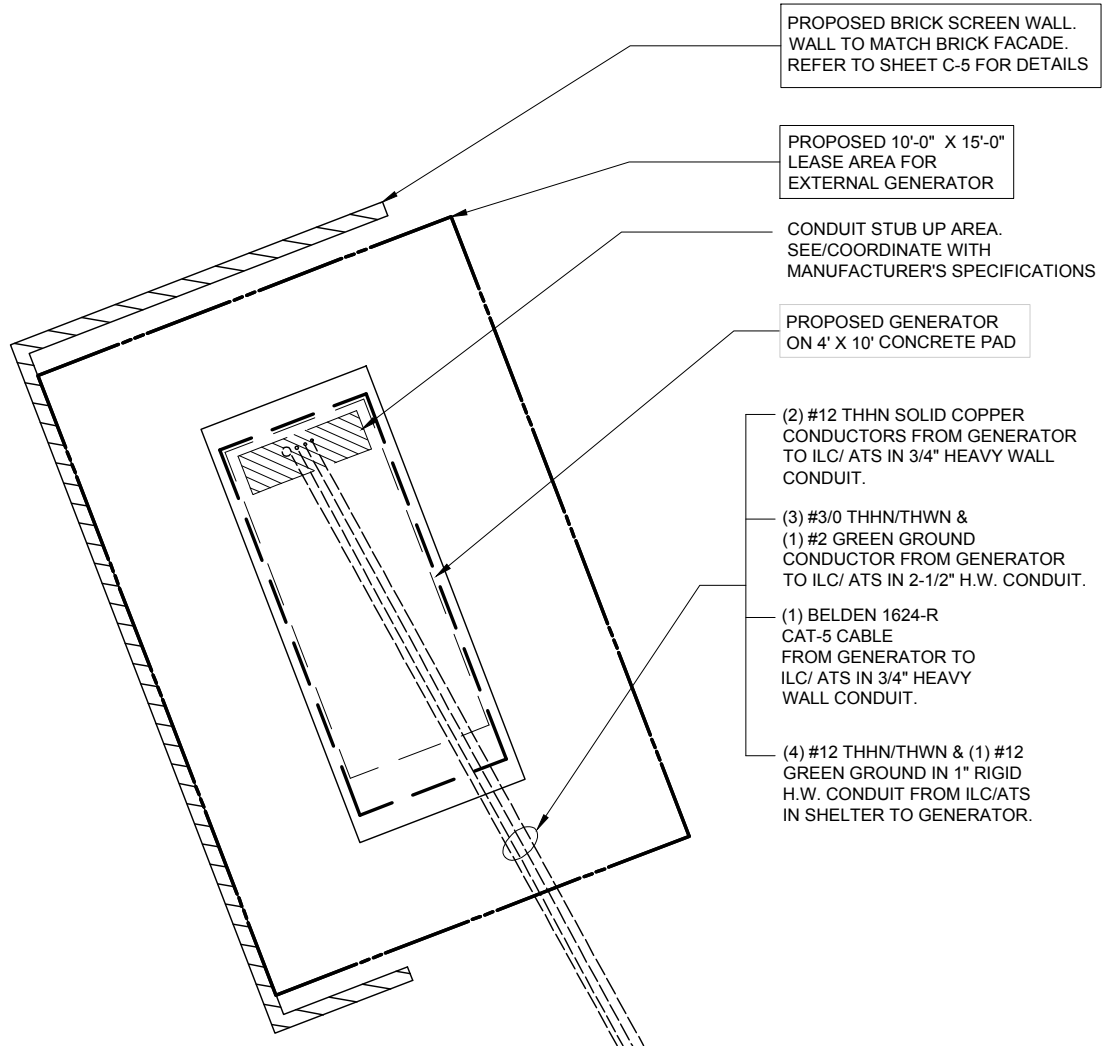 PROPOSED BRICK SCREEN WALL.
WALL TO MATCH BRICK FACADE.
REFER TO SHEET C-5 FOR DETAILS
PROPOSED 10'-0" X 15'-0"
LEASE AREA FOR
EXTERNAL GENERATOR
CONDUIT STUB UP AREA.
SEE/COORDINATE WITH
MANUFACTURER'S SPECIFICATIONS
PROPOSED GENERATOR
ON 4' X 10' CONCRETE PAD
(2) #12 THHN SOLID COPPER
CONDUCTORS FROM GENERATOR
TO ILC/ ATS IN 3/4" HEAVY WALL
CONDUIT.
(3) #3/0 THHN/THWN &
(1) #2 GREEN GROUND
CONDUCTOR FROM GENERATOR
TO ILC/ ATS IN 2-1/2" H.W. CONDUIT.
(1) BELDEN 1624-R
CAT-5 CABLE
FROM GENERATOR TO
ILC/ ATS IN 3/4" HEAVY
WALL CONDUIT.
(4) #12 THHN/THWN & (1) #12
GREEN GROUND IN 1" RIGID
H.W. CONDUIT FROM ILC/ATS
IN SHELTER TO GENERATOR.